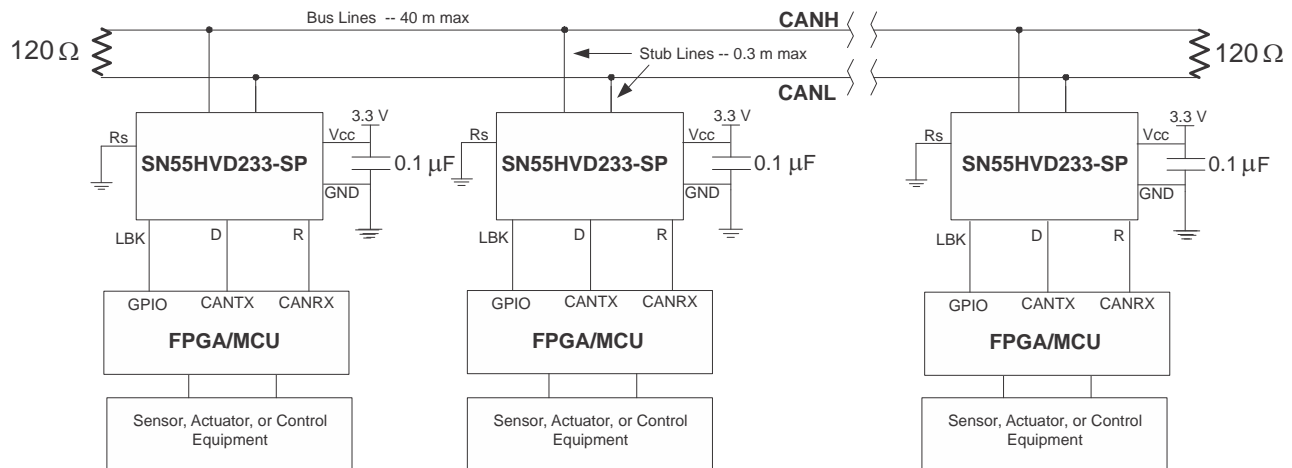 Bus Lines -- 40 m max
CANH
120 Ω
Stub Lines -- 0.3 m max
120 Ω
CANL
Rs
SN55HVD233-SP
Vcc
3.3 V
0.1 µF
GND
LBK
D
R
GPIO
CANTX
CANRX
FPGA/MCU
Sensor, Actuator, or Control
Equipment
Rs
SN55HVD233-SP
Vcc
3.3 V
0.1 µF
GND
LBK
D
R
GPIO
CANTX
CANRX
FPGA/MCU
Sensor, Actuator, or Control
Equipment
Rs
SN55HVD233-SP
Vcc
3.3 V
0.1 µF
GND
LBK
D
R
GPIO
CANTX
CANRX
FPGA/MCU
Sensor, Actuator, or Control
Equipment